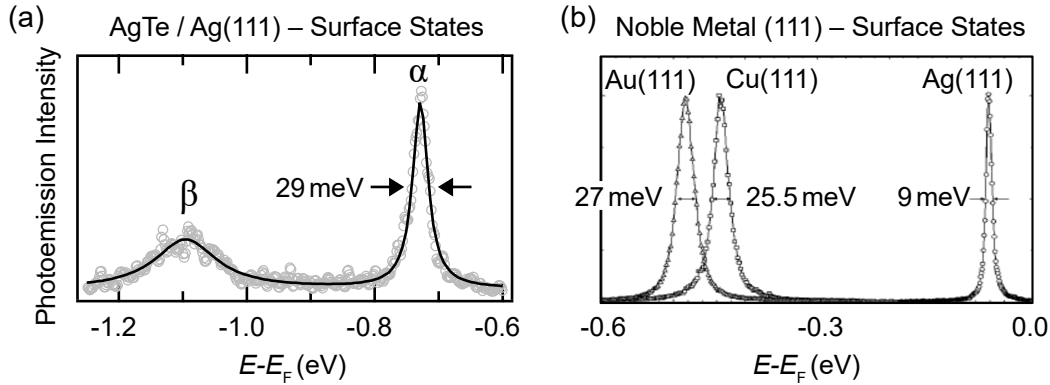 (a) AgTe / Ag(111) – Surface States
Photoemission Intensity
α
β
29 meV
-1.2 -1.0 -0.8 -0.6
E-E_F (eV)
(b) Noble Metal (111) – Surface States
Au(111) Cu(111) Ag(111)
27 meV 25.5 meV 9 meV
-0.6 -0.3 0.0
E-E_F (eV)